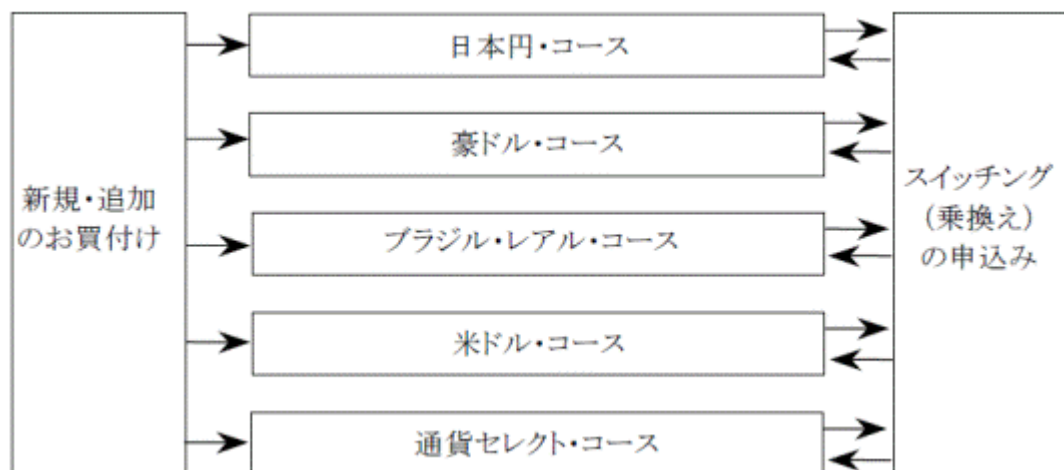 新規・追加
のお買付け
日本円・コース
豪ドル・コース
ブラジル・レアル・コース
米ドル・コース
通貨セレクト・コース
スイッチング
(乗換え)
の申込み